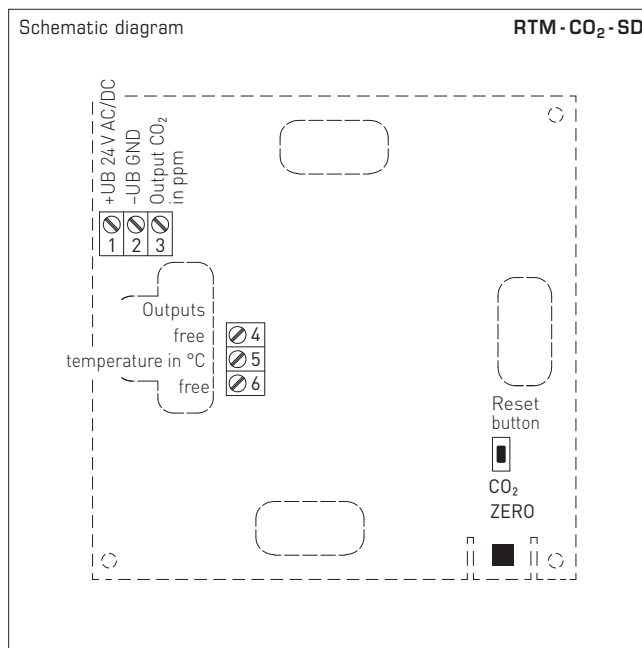 Schematic diagram
RTM-CO₂-SD
+UB 24V AC/DC
–UB GND
Output CO₂
in ppm
1 2 3
Outputs
free 4
temperature in °C 5
free 6
Reset
button
CO₂
ZERO